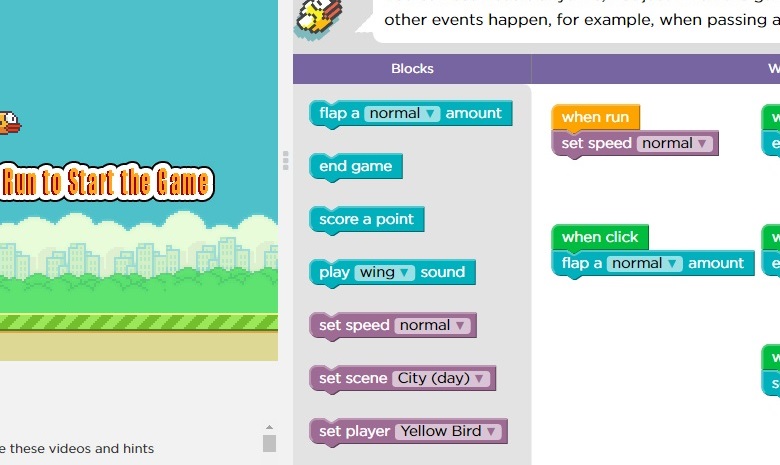 other events happen, for example, when passing a
Blocks
W
flap a normal amount
end game
score a point
play wing sound
set speed normal
set scene City (day)
set player Yellow Bird
when run
set speed normal
when click
flap a normal amount
w
e
w
e
w
s
Run to Start the Game
e these videos and hints